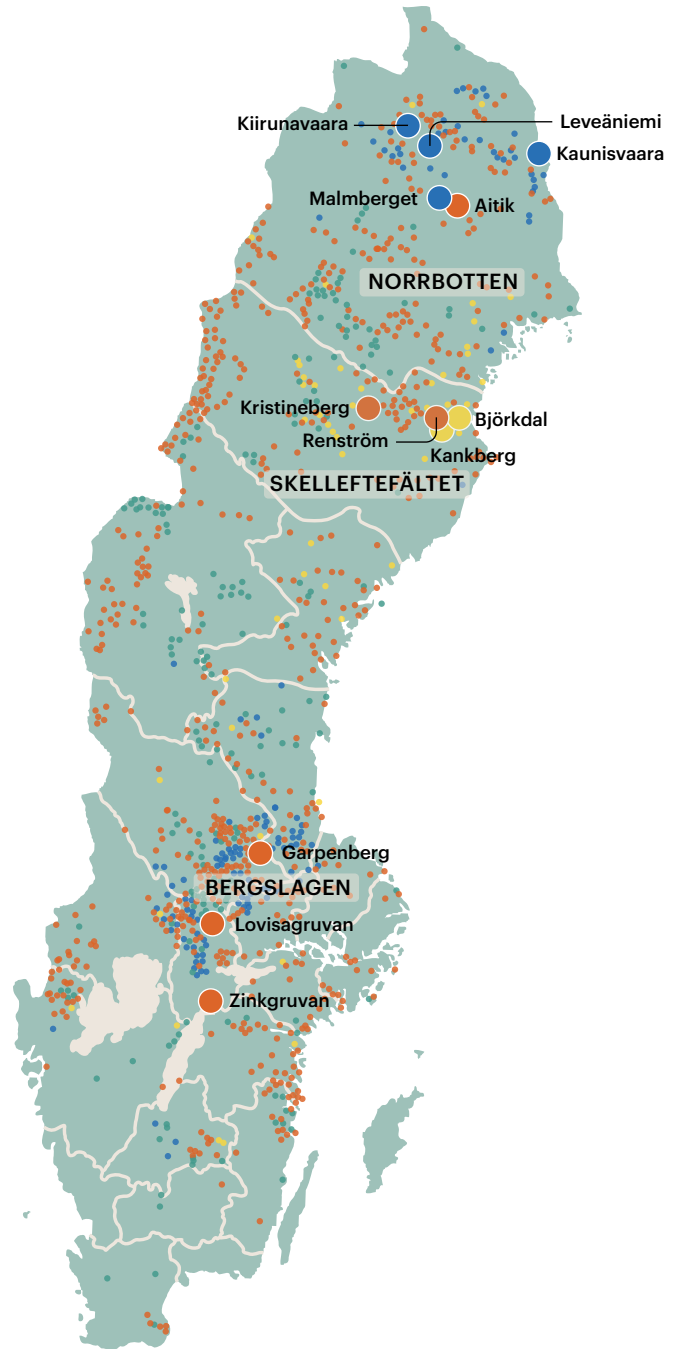 Kiirunavaara
Leveäniemi
Kaunisvaara
Malmberget
Aitik
NORRBOTTEN
Kristineberg
Björkdal
Renström
Kankberg
SKELLEFTEFÄLTET
Garpenberg
BERGSLAGEN
Lovisagruvan
Zinkgruvan